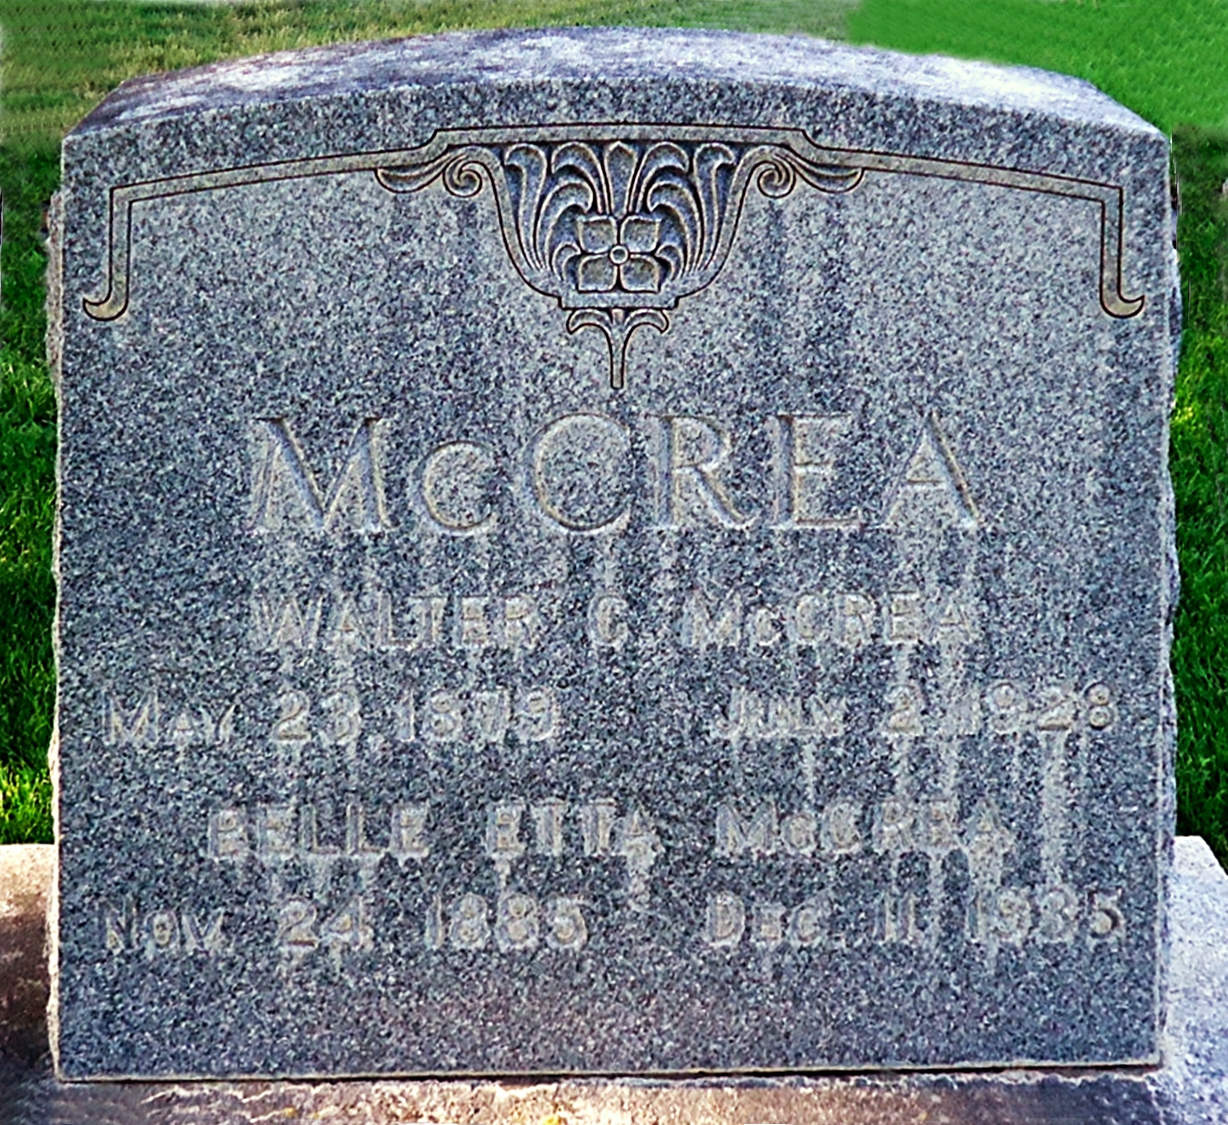 McCREA
WALTER C McCREA
MAY 23, 1879 JULY 2, 1928
BELLE ETTA McCREA
NOV. 24, 1885 DEC. 11, 1935